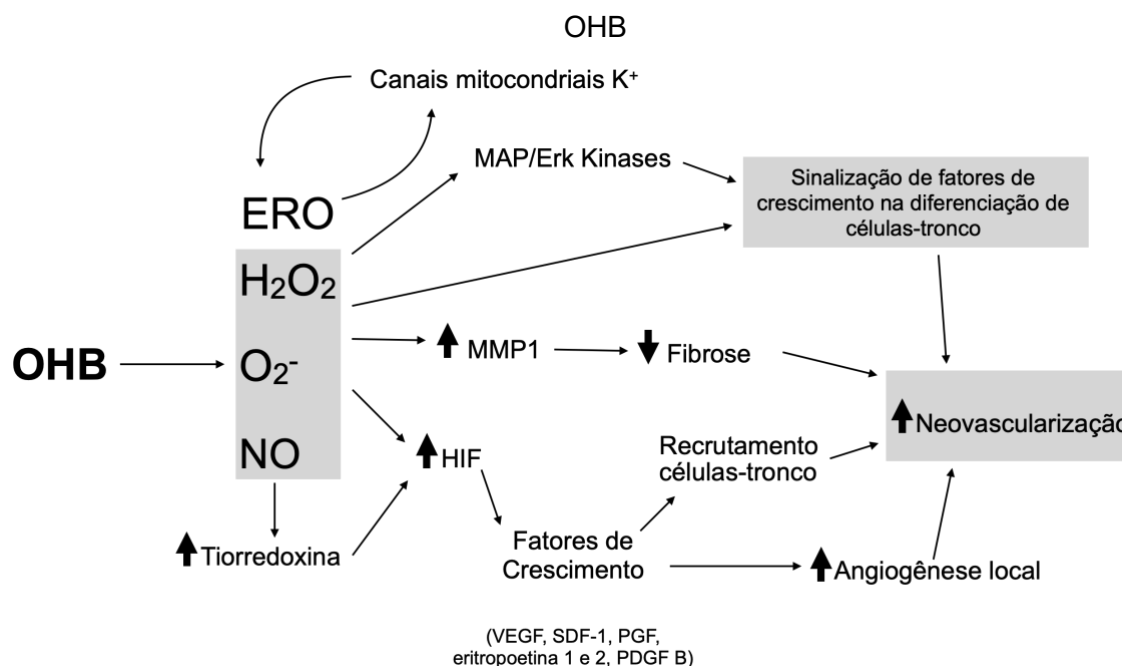 OHB
Canais mitocondriais K⁺
MAP/Erk Kinases
Sinalização de fatores de
crescimento na diferenciação de
células-tronco
ERO
H₂O₂
OHB
O₂⁻
NO
MMP1
Fibrose
Neovascularização
HIF
Recrutamento
células-tronco
Tiorredoxina
Fatores de
Crescimento
Angiogênese local
(VEGF, SDF-1, PGF,
eritropoetina 1 e 2, PDGF B)